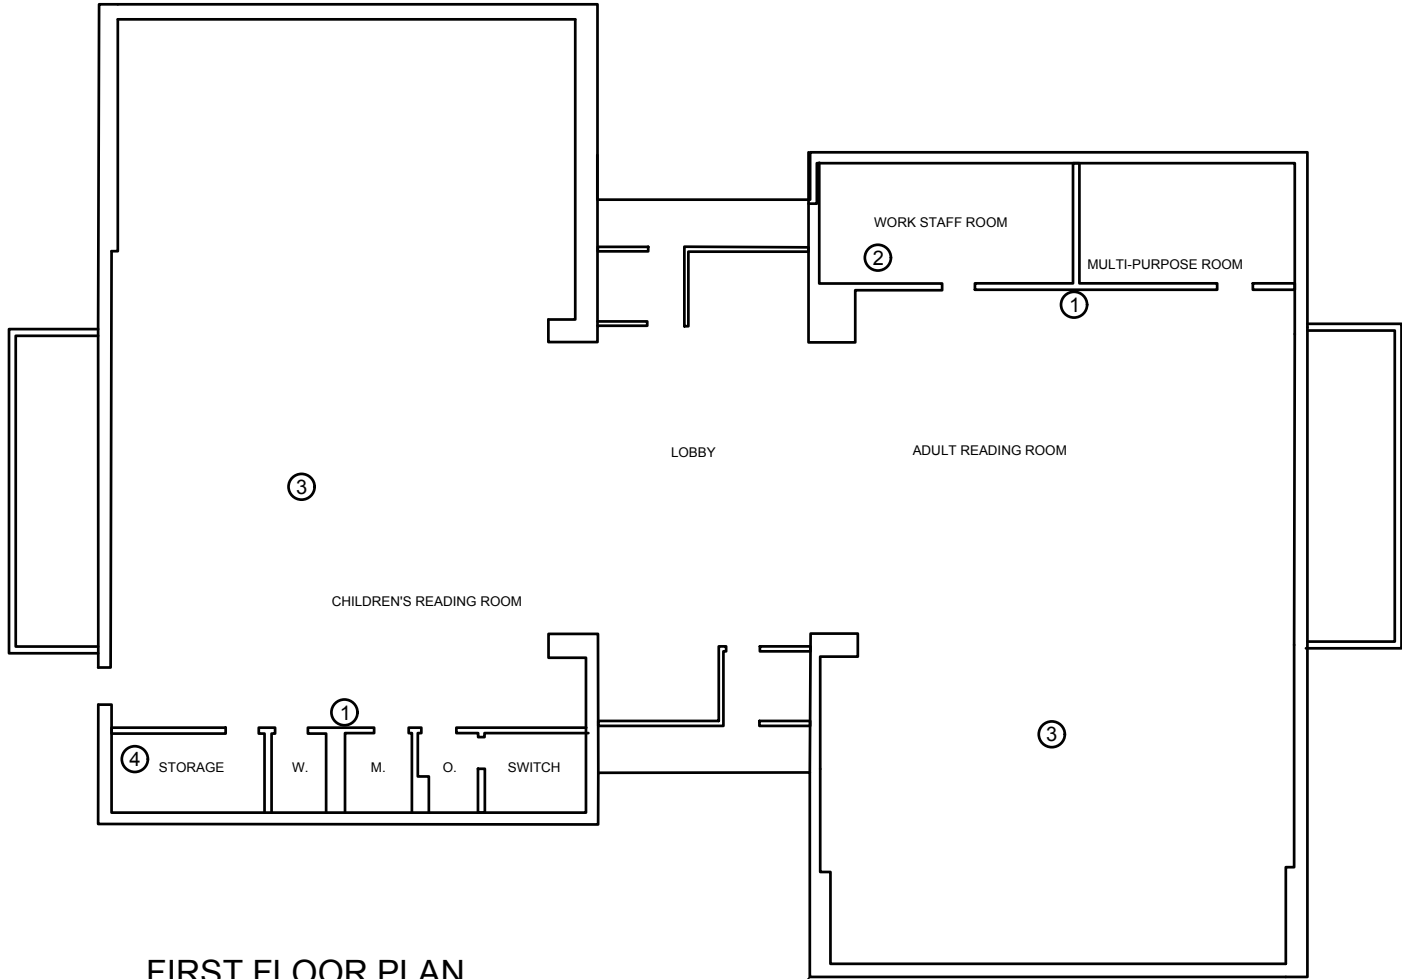 WORK STAFF ROOM
2
MULTI-PURPOSE ROOM
1
LOBBY
ADULT READING ROOM
3
CHILDREN'S READING ROOM
1
3
4
STORAGE
W.
M.
O.
SWITCH
FIRST FLOOR PLAN